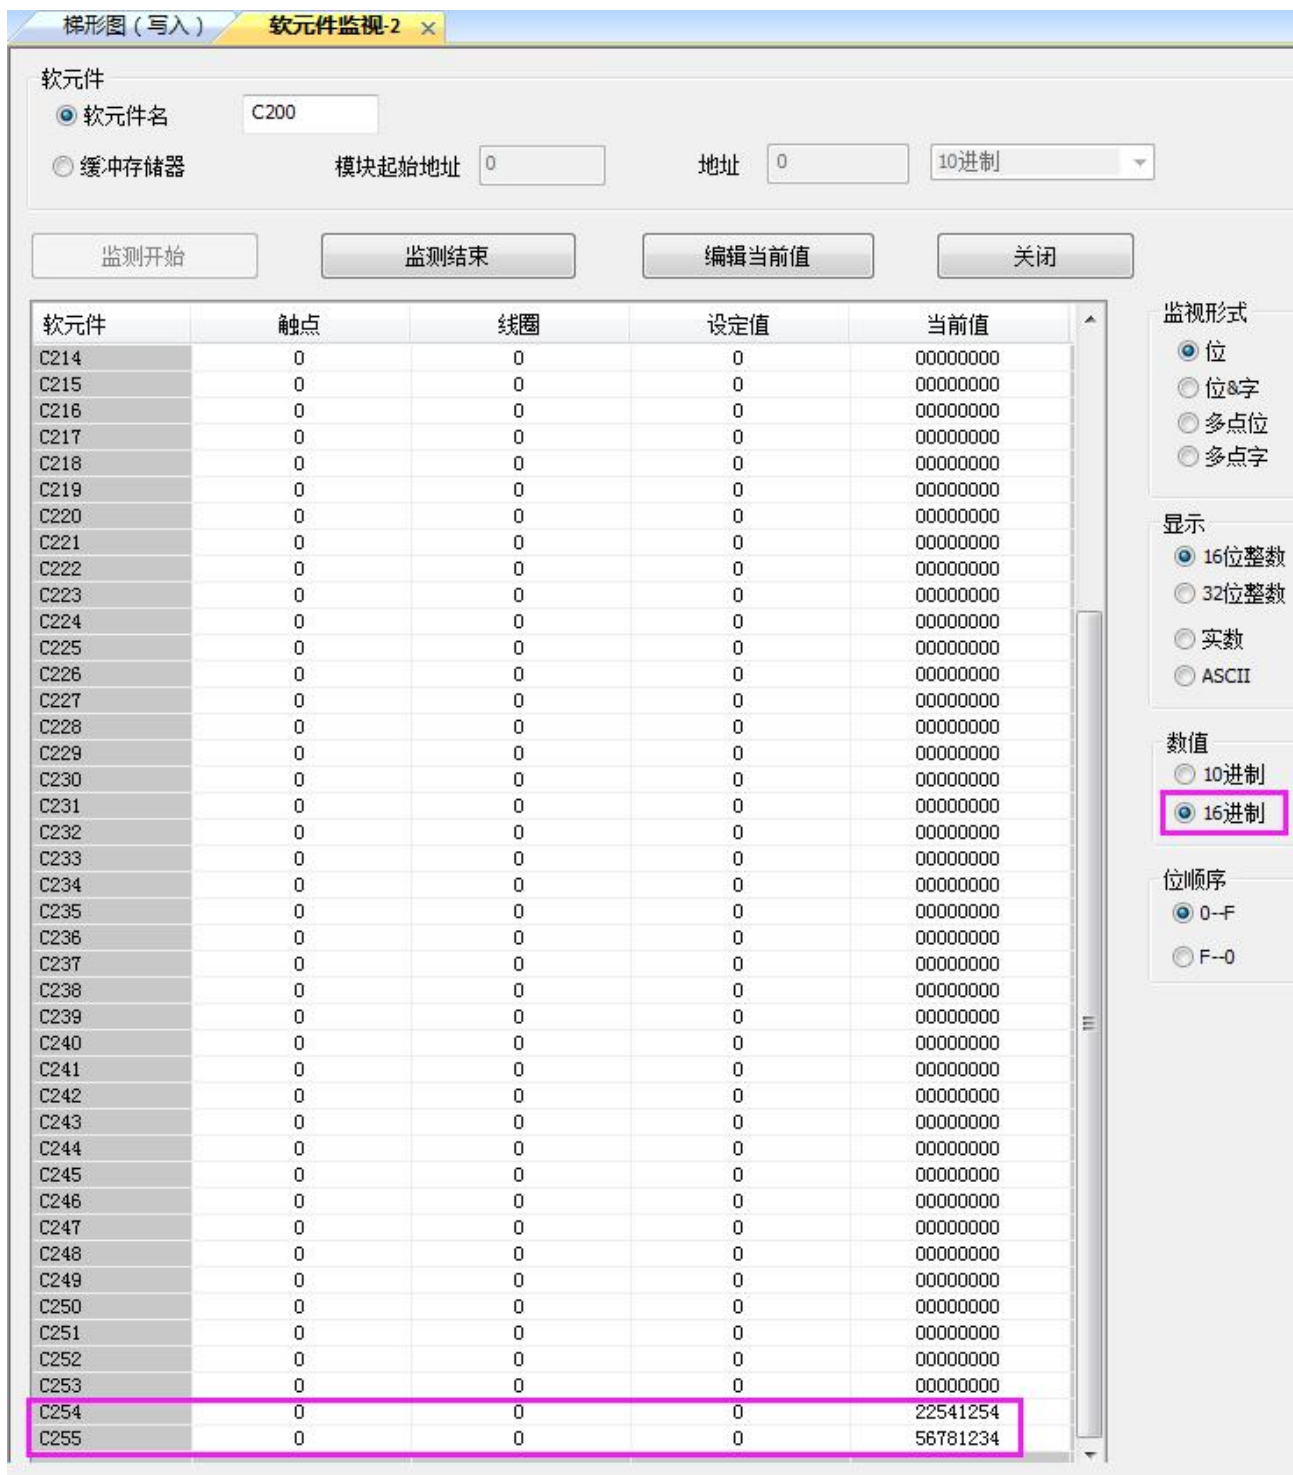 梯形图（写入） 软元件监视-2 ×
软元件
软元件名 C200
缓冲存储器 模块起始地址 0 地址 0 10进制
监测开始 监测结束 编辑当前值 关闭
软元件 触点 线圈 设定值 当前值
C214 0 0 0 00000000
C215 0 0 0 00000000
C216 0 0 0 00000000
C217 0 0 0 00000000
C218 0 0 0 00000000
C219 0 0 0 00000000
C220 0 0 0 00000000
C221 0 0 0 00000000
C222 0 0 0 00000000
C223 0 0 0 00000000
C224 0 0 0 00000000
C225 0 0 0 00000000
C226 0 0 0 00000000
C227 0 0 0 00000000
C228 0 0 0 00000000
C229 0 0 0 00000000
C230 0 0 0 00000000
C231 0 0 0 00000000
C232 0 0 0 00000000
C233 0 0 0 00000000
C234 0 0 0 00000000
C235 0 0 0 00000000
C236 0 0 0 00000000
C237 0 0 0 00000000
C238 0 0 0 00000000
C239 0 0 0 00000000
C240 0 0 0 00000000
C241 0 0 0 00000000
C242 0 0 0 00000000
C243 0 0 0 00000000
C244 0 0 0 00000000
C245 0 0 0 00000000
C246 0 0 0 00000000
C247 0 0 0 00000000
C248 0 0 0 00000000
C249 0 0 0 00000000
C250 0 0 0 00000000
C251 0 0 0 00000000
C252 0 0 0 00000000
C253 0 0 0 00000000
C254 0 0 0 22541254
C255 0 0 0 56781234
监视形式
位
位&字
多点位
多点字
显示
16位整数
32位整数
实数
ASCII
数值
10进制
16进制
位顺序
0--F
F--0